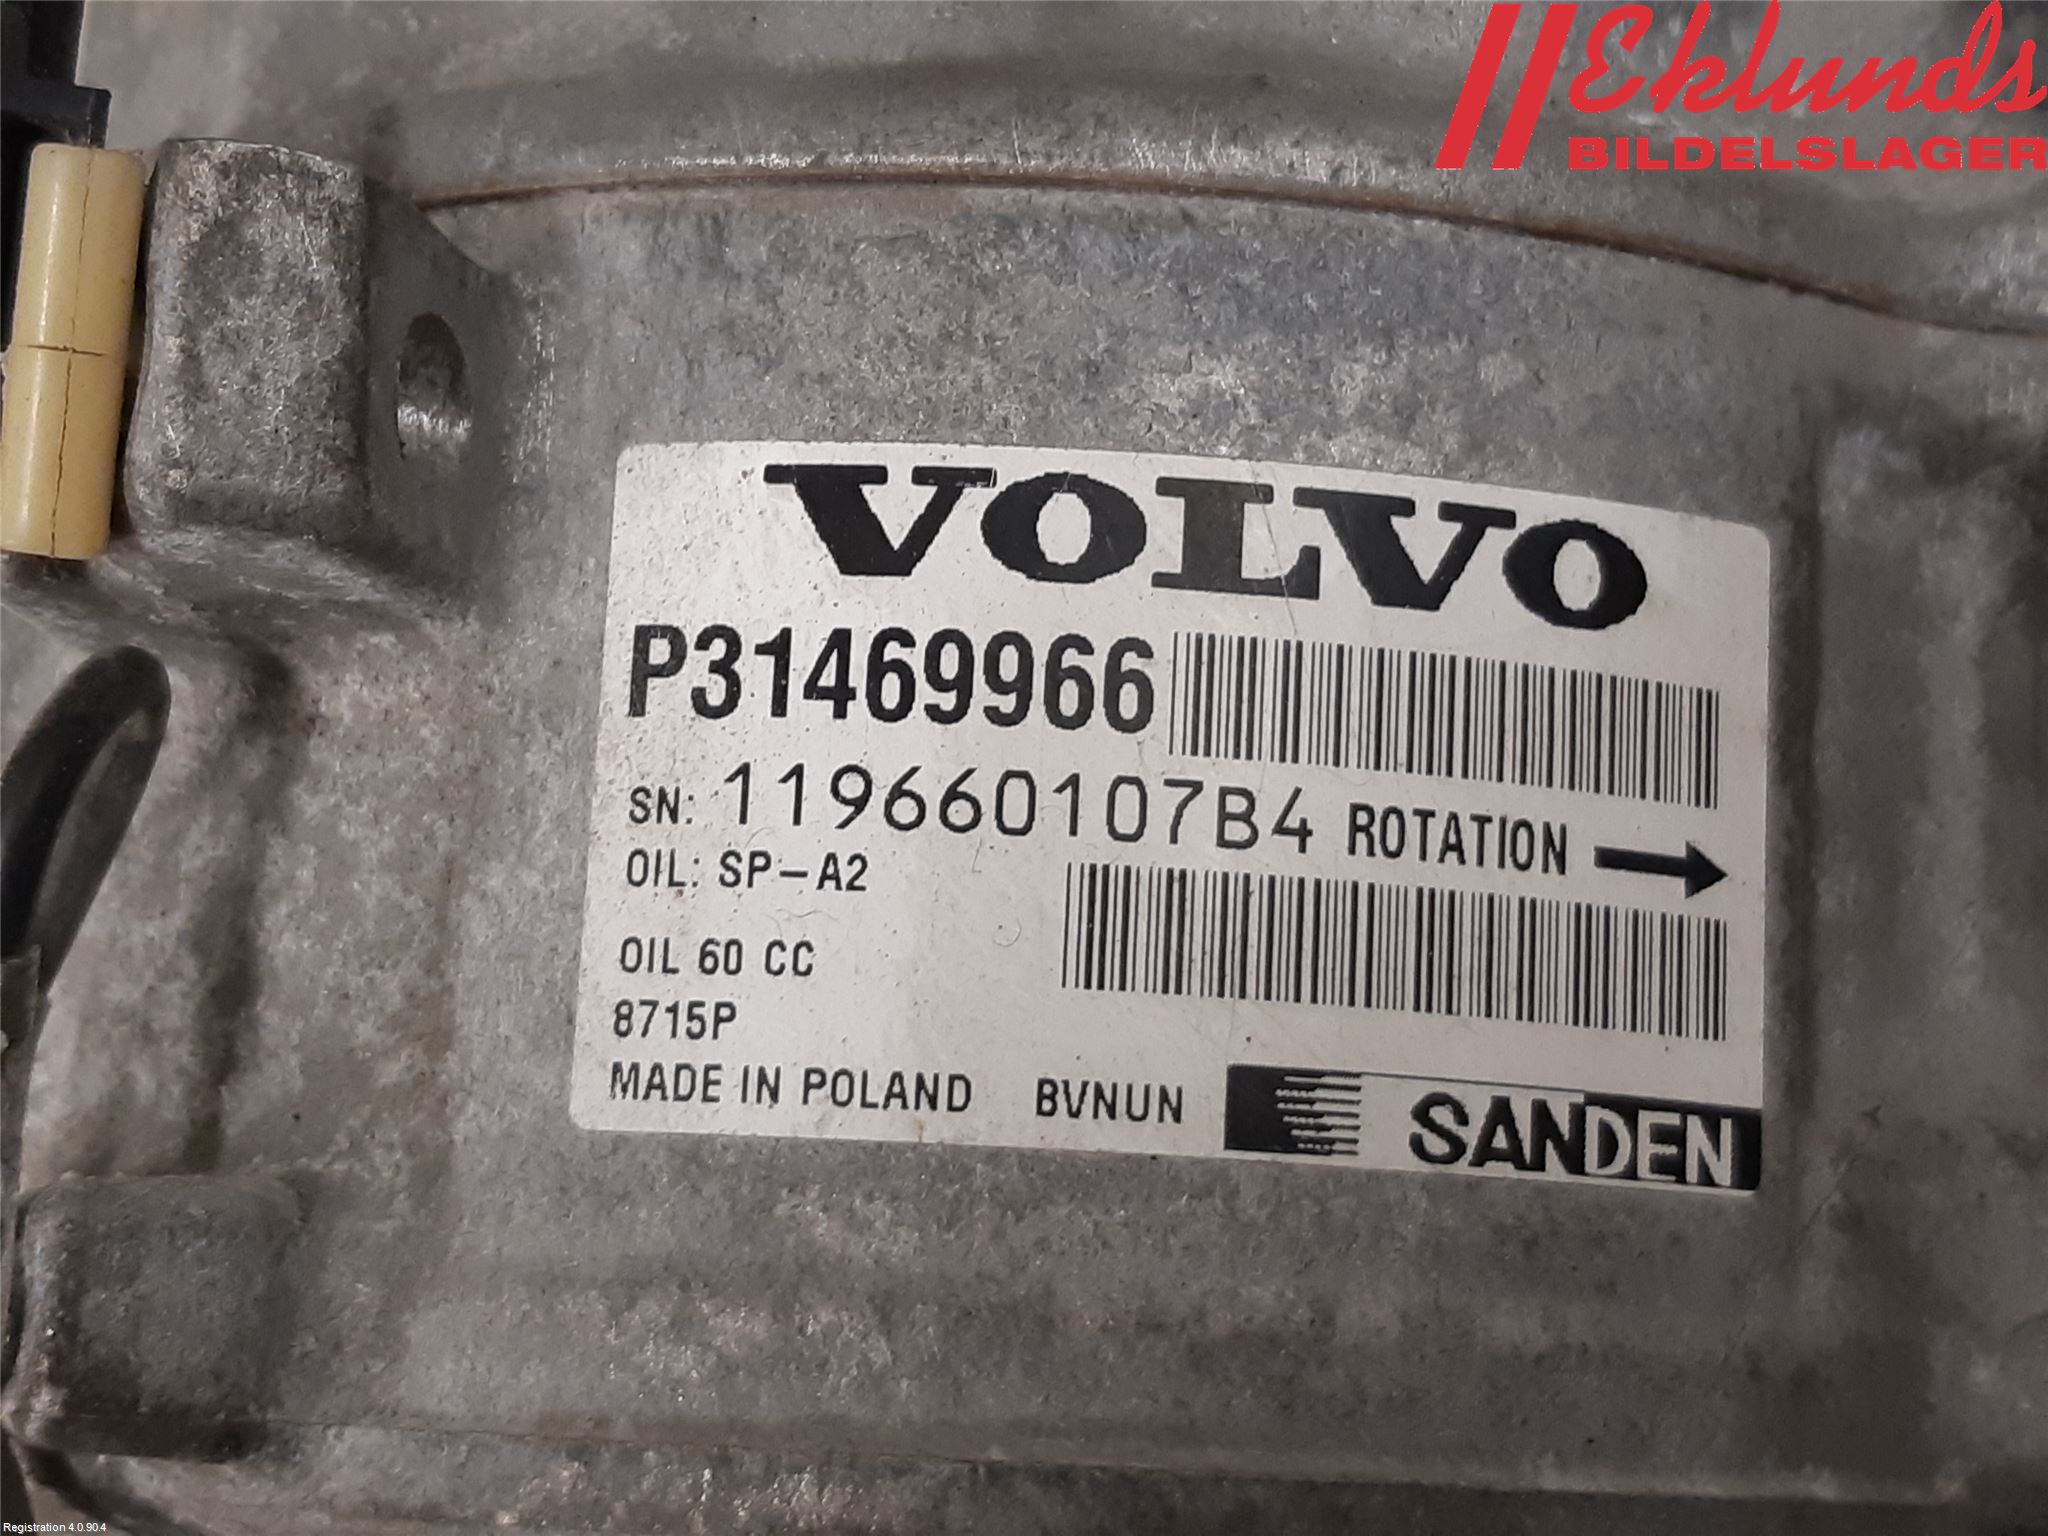 Eklunds
BILDELSLAGER
VOLVO
P31469966
SN: 119660107B4 ROTATION →
OIL: SP-A2
OIL 60 CC
8715P
MADE IN POLAND BVNUN SANDEN
Registration 4.0.90.4